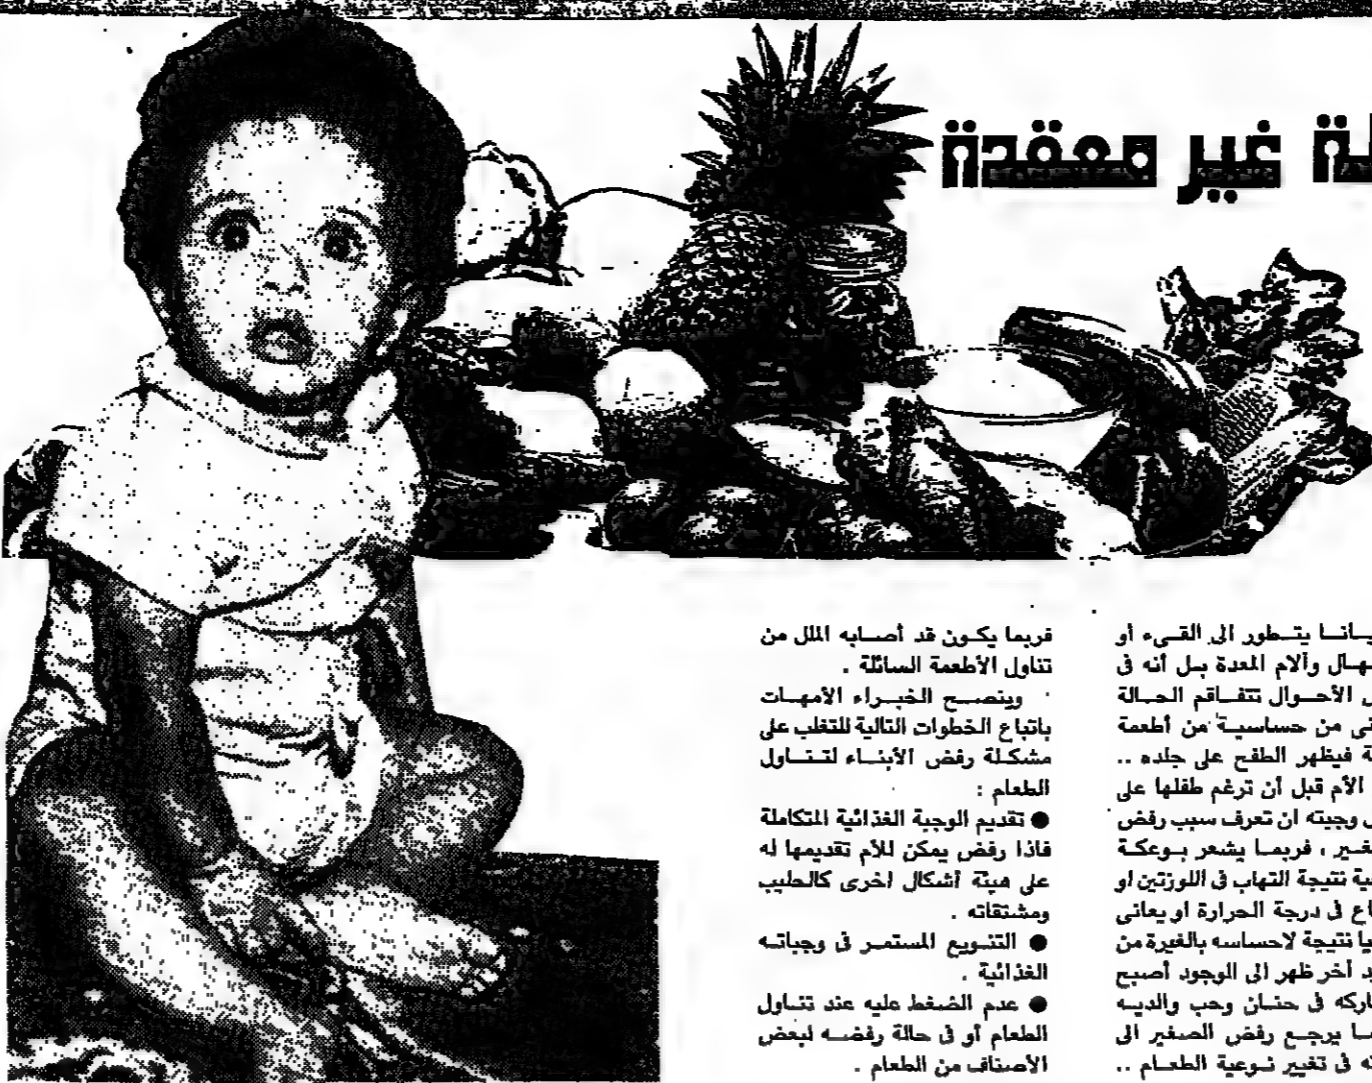 غير معقدة
يتطور الى القىء أو
وآلام المعدة بل أنه فى
الأحوال تتفاقم الحالة
من حساسية من أطعمة
فيظهر الطفح على جلده ..
الأم قبل أن ترغم طفلها على
وجبته ان تعرف سبب رفض
، فربما يشعر بوعكة
نتيجة التهاب فى اللوزتين او
فى درجة الحرارة او يعانى
نتيجة لاحساسه بالغيرة من
أخر ظهر الى الوجود أصبح
فى حنان وحب والديه
يرجع رفض الصغير الى
فى تغيير نوعية الطعام ..
فربما يكون قد أصابه الملل من
تناول الأطعمة السائلة .
وينصح الخبراء الأمهات
باتباع الخطوات التالية للتغلب على
مشكلة رفض الأبناء لتناول
الطعام :
● تقديم الوجبة الغذائية المتكاملة
فاذا رفض يمكن للأم تقديمها له
على هيئة أشكال اخرى كالحليب
ومشتقاته .
● التنويع المستمر فى وجباته
الغذائية .
● عدم الضغط عليه عند تناول
الطعام أو فى حالة رفضه لبعض
الأصناف من الطعام .